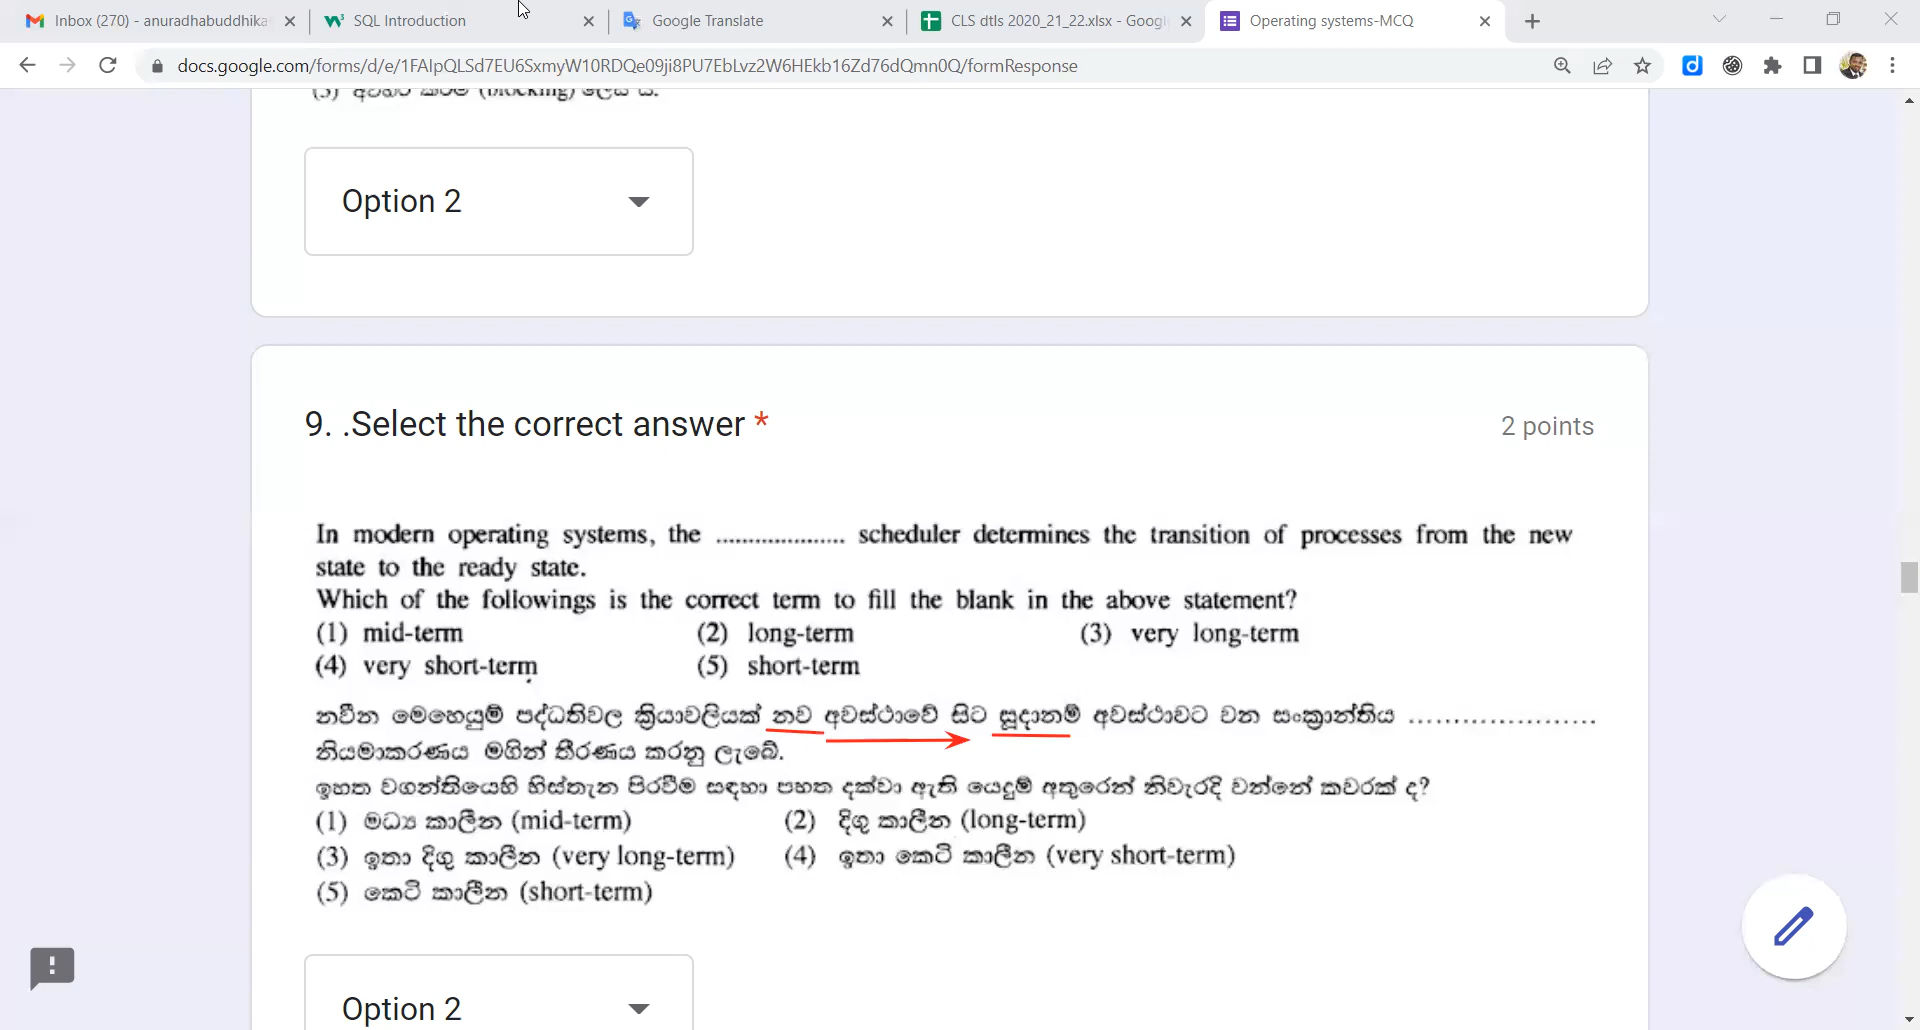 Inbox (270) - anuradhabuddhika
SQL Introduction
Google Translate
CLS dtls 2020_21_22.xlsx - Googl
Operating systems-MCQ
docs.google.com/forms/d/e/1FAIpQLSd7EU6SxmyW10RDQe09ji8PU7EbLvz2W6HEkb16Zd76dQmn0Q/formResponse
Option 2
9. .Select the correct answer *
2 points
In modern operating systems, the .................... scheduler determines the transition of processes from the new
state to the ready state.
Which of the followings is the correct term to fill the blank in the above statement?
(1) mid-term (2) long-term (3) very long-term
(4) very short-term (5) short-term
නවීන මෙහෙයුම් පද්ධතිවල ක්‍රියාවලියක් නව අවස්ථාවේ සිට සූදානම් අවස්ථාවට වන සංක්‍රාන්තිය ......................
නියමාකරණය මගින් තීරණය කරනු ලැබේ.
ඉහත වගන්තියෙහි හිස්තැන පිරවීම සඳහා පහත දක්වා ඇති යෙදුම් අතුරෙන් නිවැරදි වන්නේ කවරක් ද?
(1) මධ්‍ය කාලීන (mid-term) (2) දිගු කාලීන (long-term)
(3) ඉතා දිගු කාලීන (very long-term) (4) ඉතා කෙටි කාලීන (very short-term)
(5) කෙටි කාලීන (short-term)
Option 2